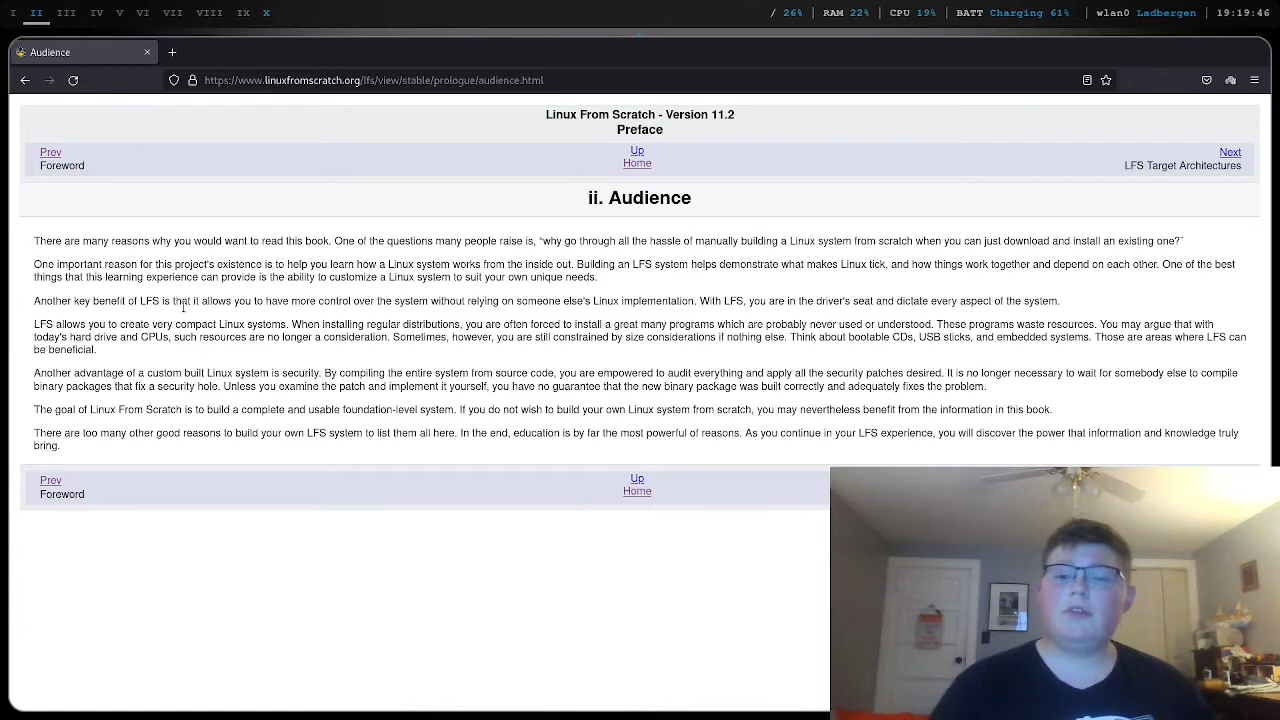 I II III IV V VI VII VIII IX X / 26% | RAM 22% | CPU 19% | BATT Charging 61% | wlan0 Ladbergen | 19:19:46
Audience
https://www.linuxfromscratch.org/lfs/view/stable/prologue/audience.html
Linux From Scratch - Version 11.2
Preface
Prev Up Next
Foreword Home LFS Target Architectures
ii. Audience
There are many reasons why you would want to read this book. One of the questions many people raise is, “why go through all the hassle of manually building a Linux system from scratch when you can just download and install an existing one?”
One important reason for this project's existence is to help you learn how a Linux system works from the inside out. Building an LFS system helps demonstrate what makes Linux tick, and how things work together and depend on each other. One of the best
things that this learning experience can provide is the ability to customize a Linux system to suit your own unique needs.
Another key benefit of LFS is that it allows you to have more control over the system without relying on someone else's Linux implementation. With LFS, you are in the driver's seat and dictate every aspect of the system.
LFS allows you to create very compact Linux systems. When installing regular distributions, you are often forced to install a great many programs which are probably never used or understood. These programs waste resources. You may argue that with
today's hard drive and CPUs, such resources are no longer a consideration. Sometimes, however, you are still constrained by size considerations if nothing else. Think about bootable CDs, USB sticks, and embedded systems. Those are areas where LFS can
be beneficial.
Another advantage of a custom built Linux system is security. By compiling the entire system from source code, you are empowered to audit everything and apply all the security patches desired. It is no longer necessary to wait for somebody else to compile
binary packages that fix a security hole. Unless you examine the patch and implement it yourself, you have no guarantee that the new binary package was built correctly and adequately fixes the problem.
The goal of Linux From Scratch is to build a complete and usable foundation-level system. If you do not wish to build your own Linux system from scratch, you may nevertheless benefit from the information in this book.
There are too many other good reasons to build your own LFS system to list them all here. In the end, education is by far the most powerful of reasons. As you continue in your LFS experience, you will discover the power that information and knowledge truly
bring.
Prev Up
Foreword Home